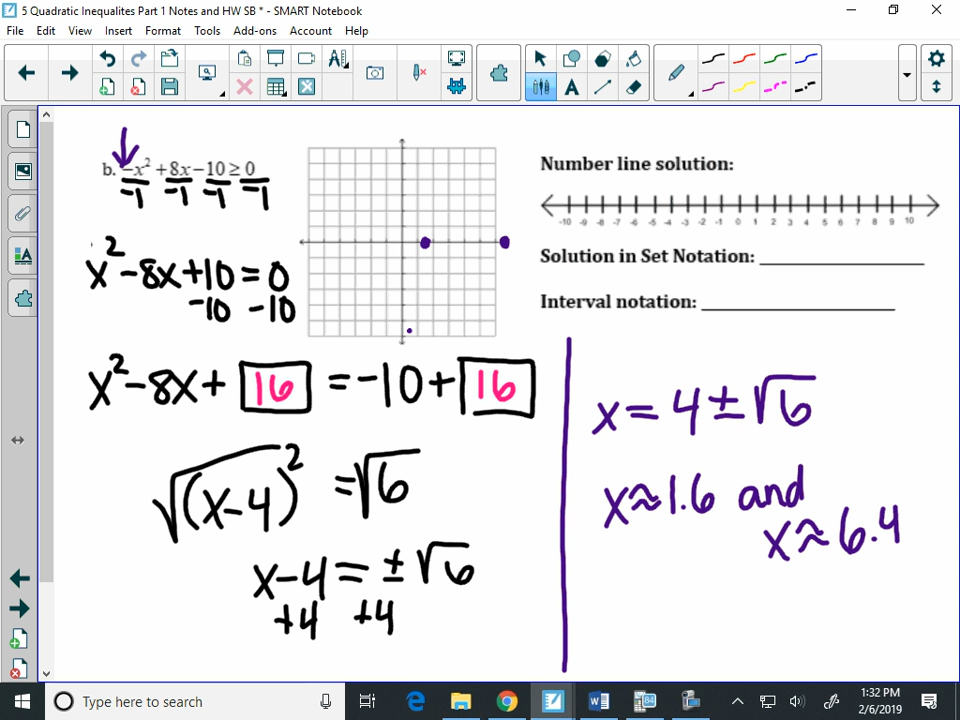 5 Quadratic Inequalites Part 1 Notes and HW SB * - SMART Notebook
File Edit View Insert Format Tools Add-ons Account Help
b. -x² + 8x - 10 ≥ 0
-1 -1 -1 -1
x² - 8x + 10 = 0
-10 -10
x² - 8x + 16 = -10 + 16
√(x-4)² = √6
x - 4 = ± √6
+4 +4
Number line solution:
-10 -9 -8 -7 -6 -5 -4 -3 -2 -1 0 1 2 3 4 5 6 7 8 9 10
Solution in Set Notation: ____________________
Interval notation: ____________________
x = 4 ± √6
x ≈ 1.6 and
x ≈ 6.4
Type here to search
1:32 PM
2/6/2019